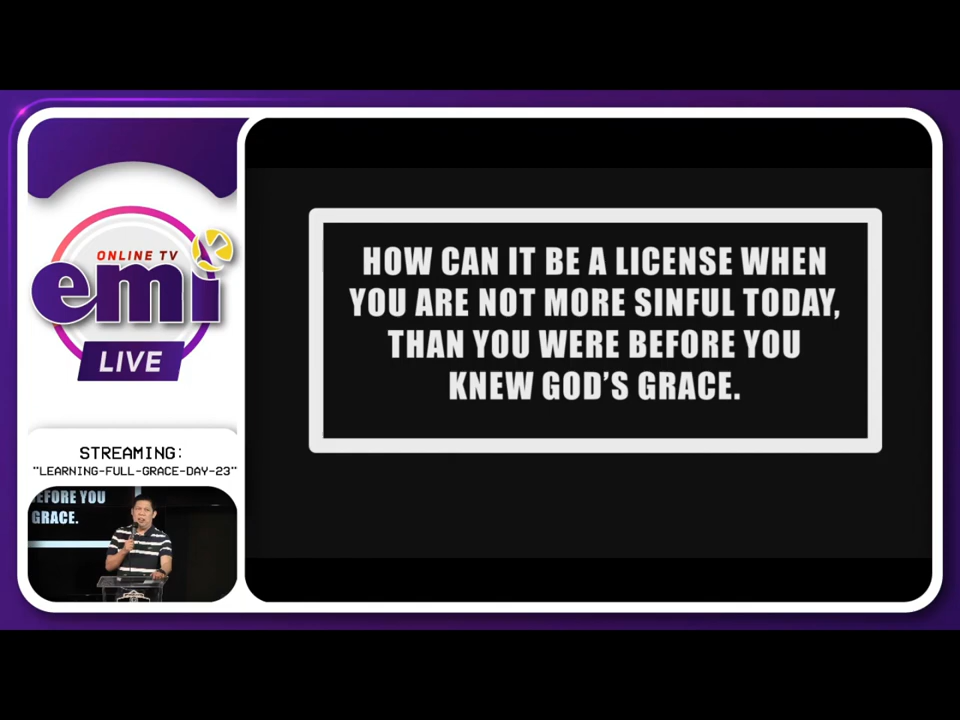 ONLINE TV
emi
LIVE
STREAMING:
"LEARNING-FULL-GRACE-DAY-23"
EFORE YOU
GRACE.
HOW CAN IT BE A LICENSE WHEN
YOU ARE NOT MORE SINFUL TODAY,
THAN YOU WERE BEFORE YOU
KNEW GOD'S GRACE.